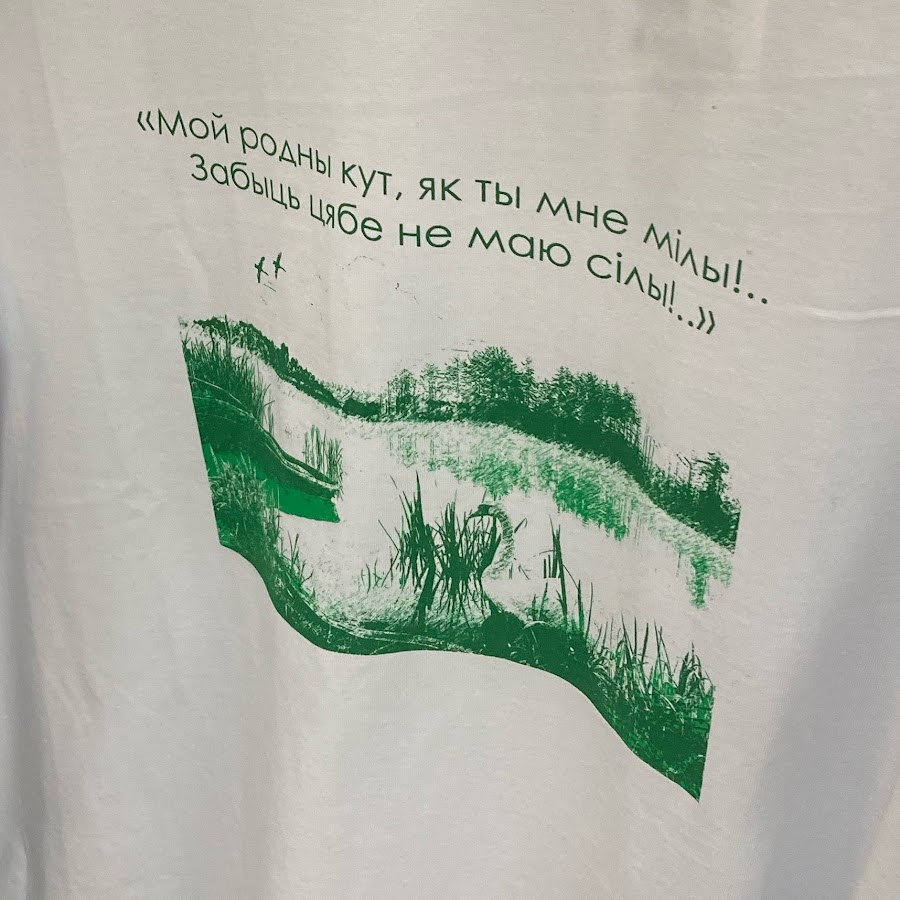 «Мой родны кут, як ты мне мілы!..
Забыць цябе не маю сілы!..»